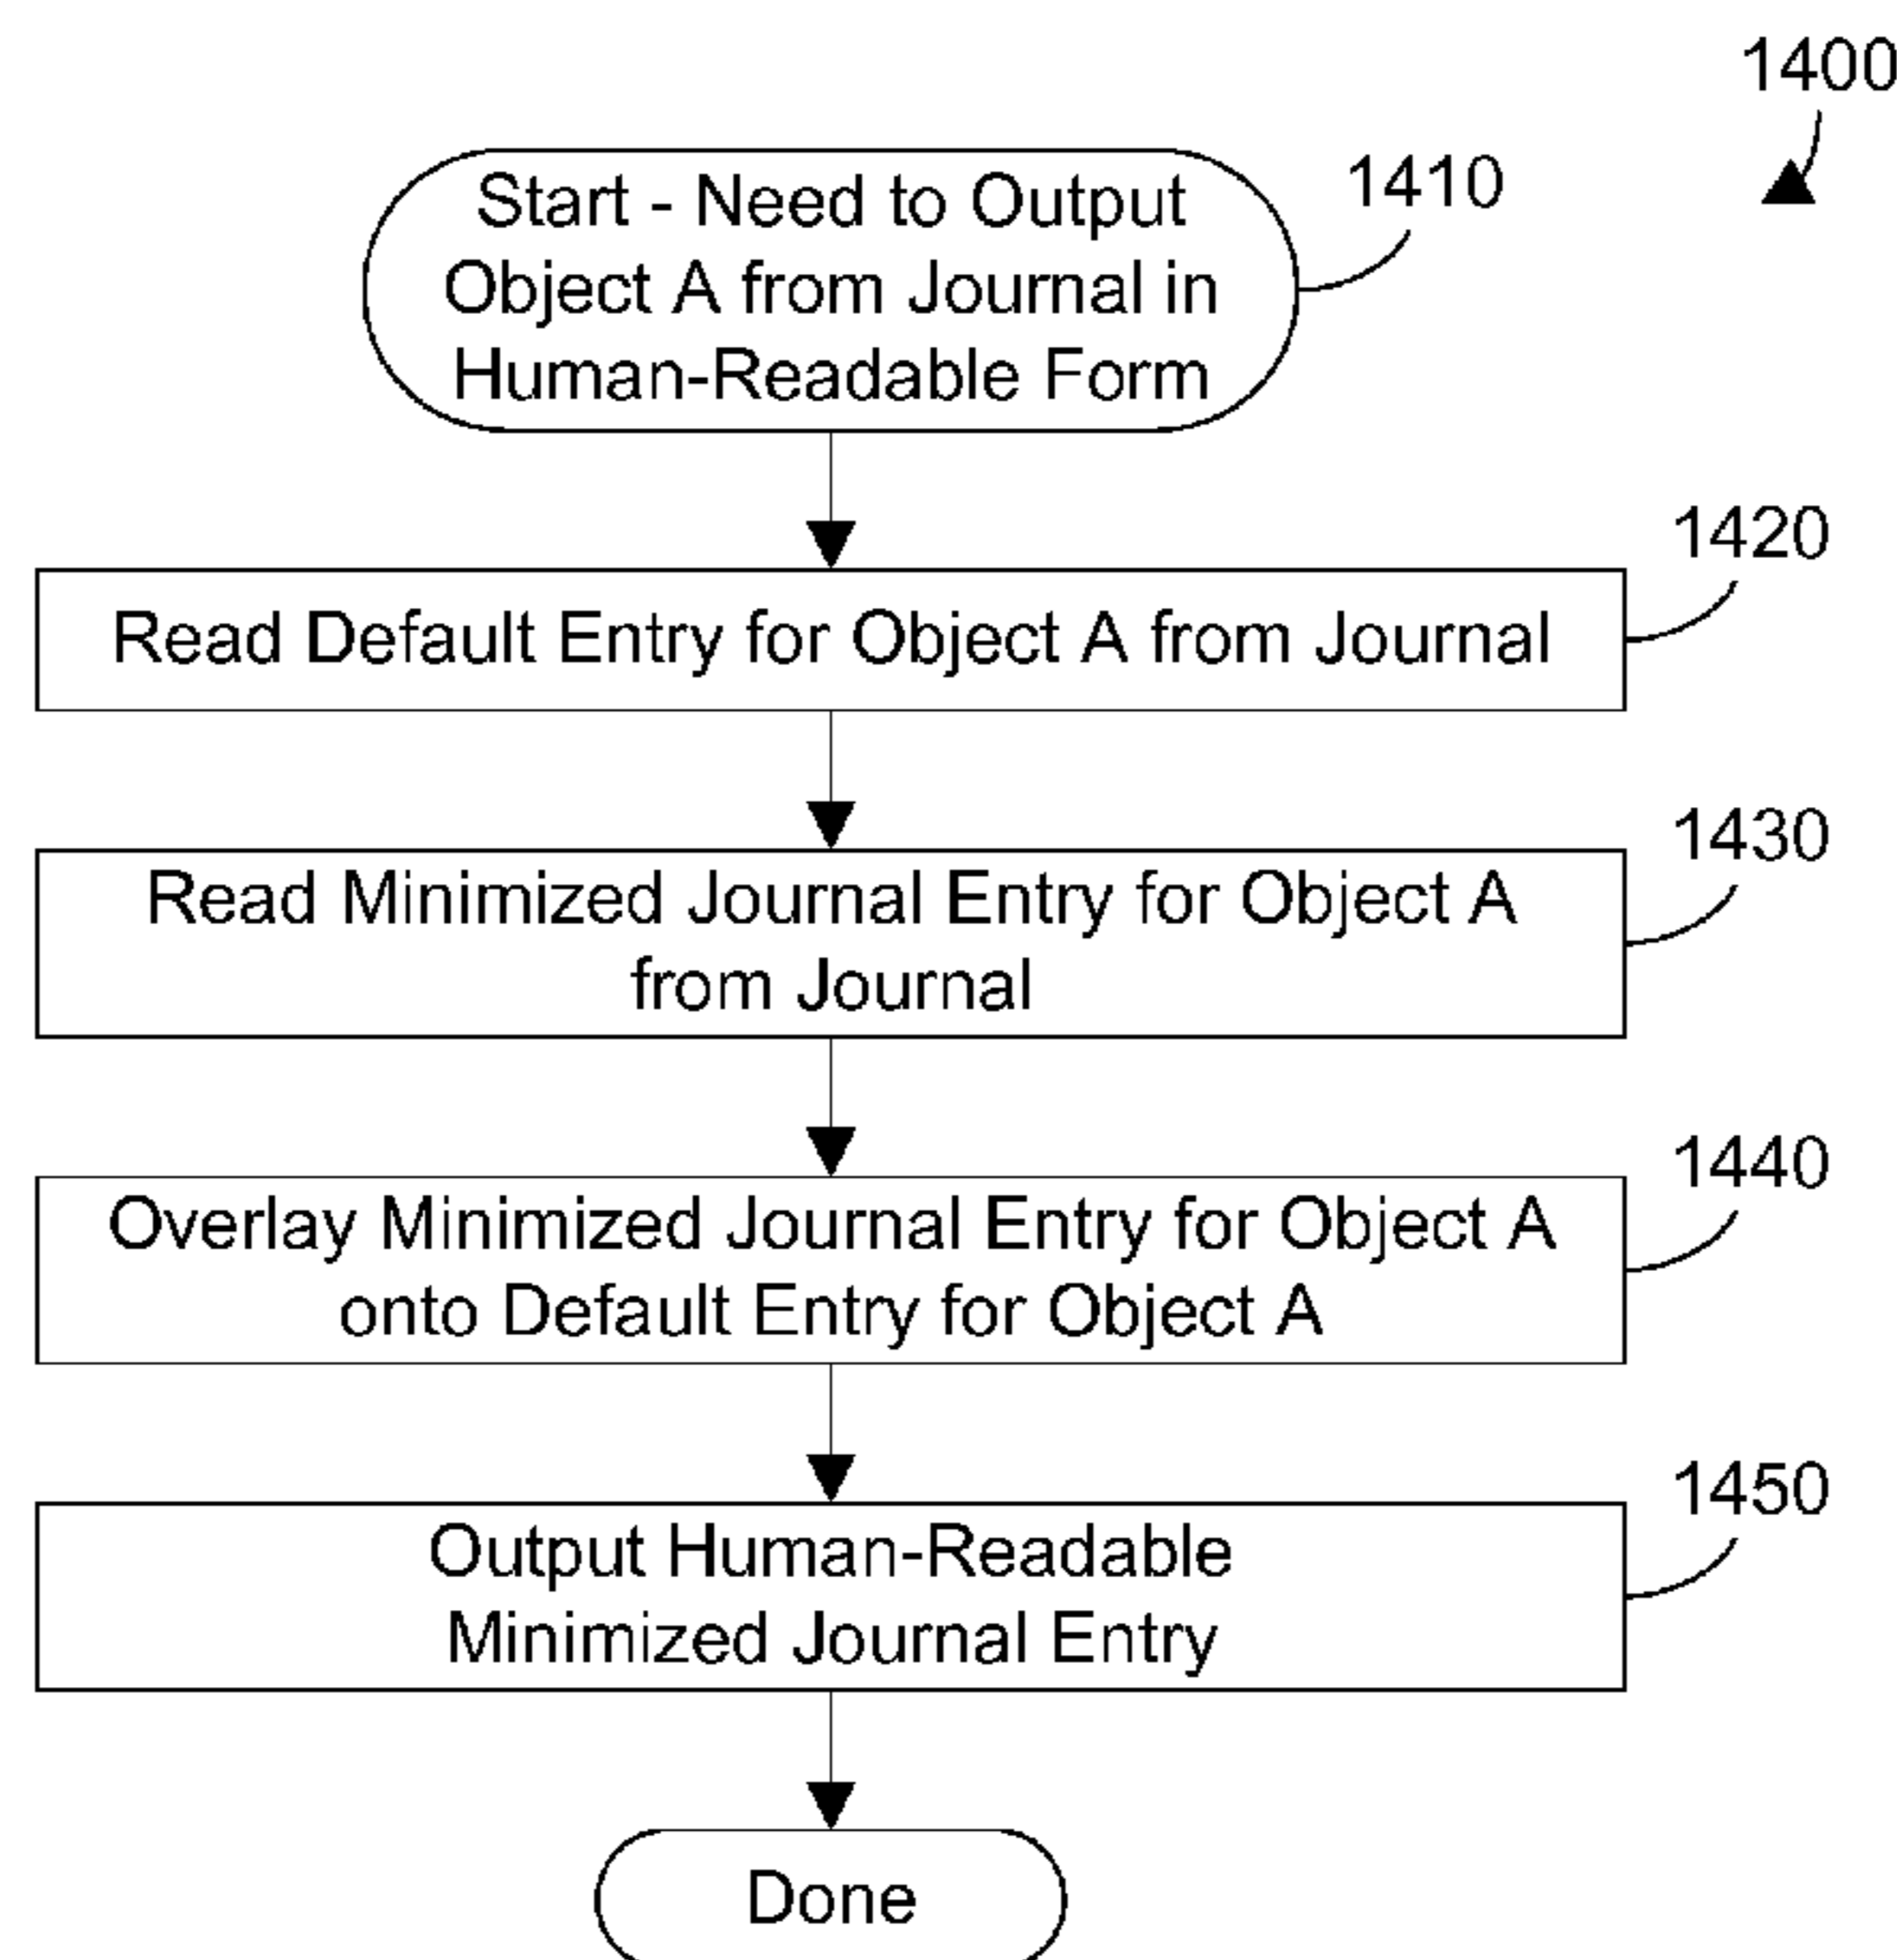 1400
Start - Need to Output
Object A from Journal in
Human-Readable Form
1410
1420
Read Default Entry for Object A from Journal
1430
Read Minimized Journal Entry for Object A
from Journal
1440
Overlay Minimized Journal Entry for Object A
onto Default Entry for Object A
1450
Output Human-Readable
Minimized Journal Entry
Done